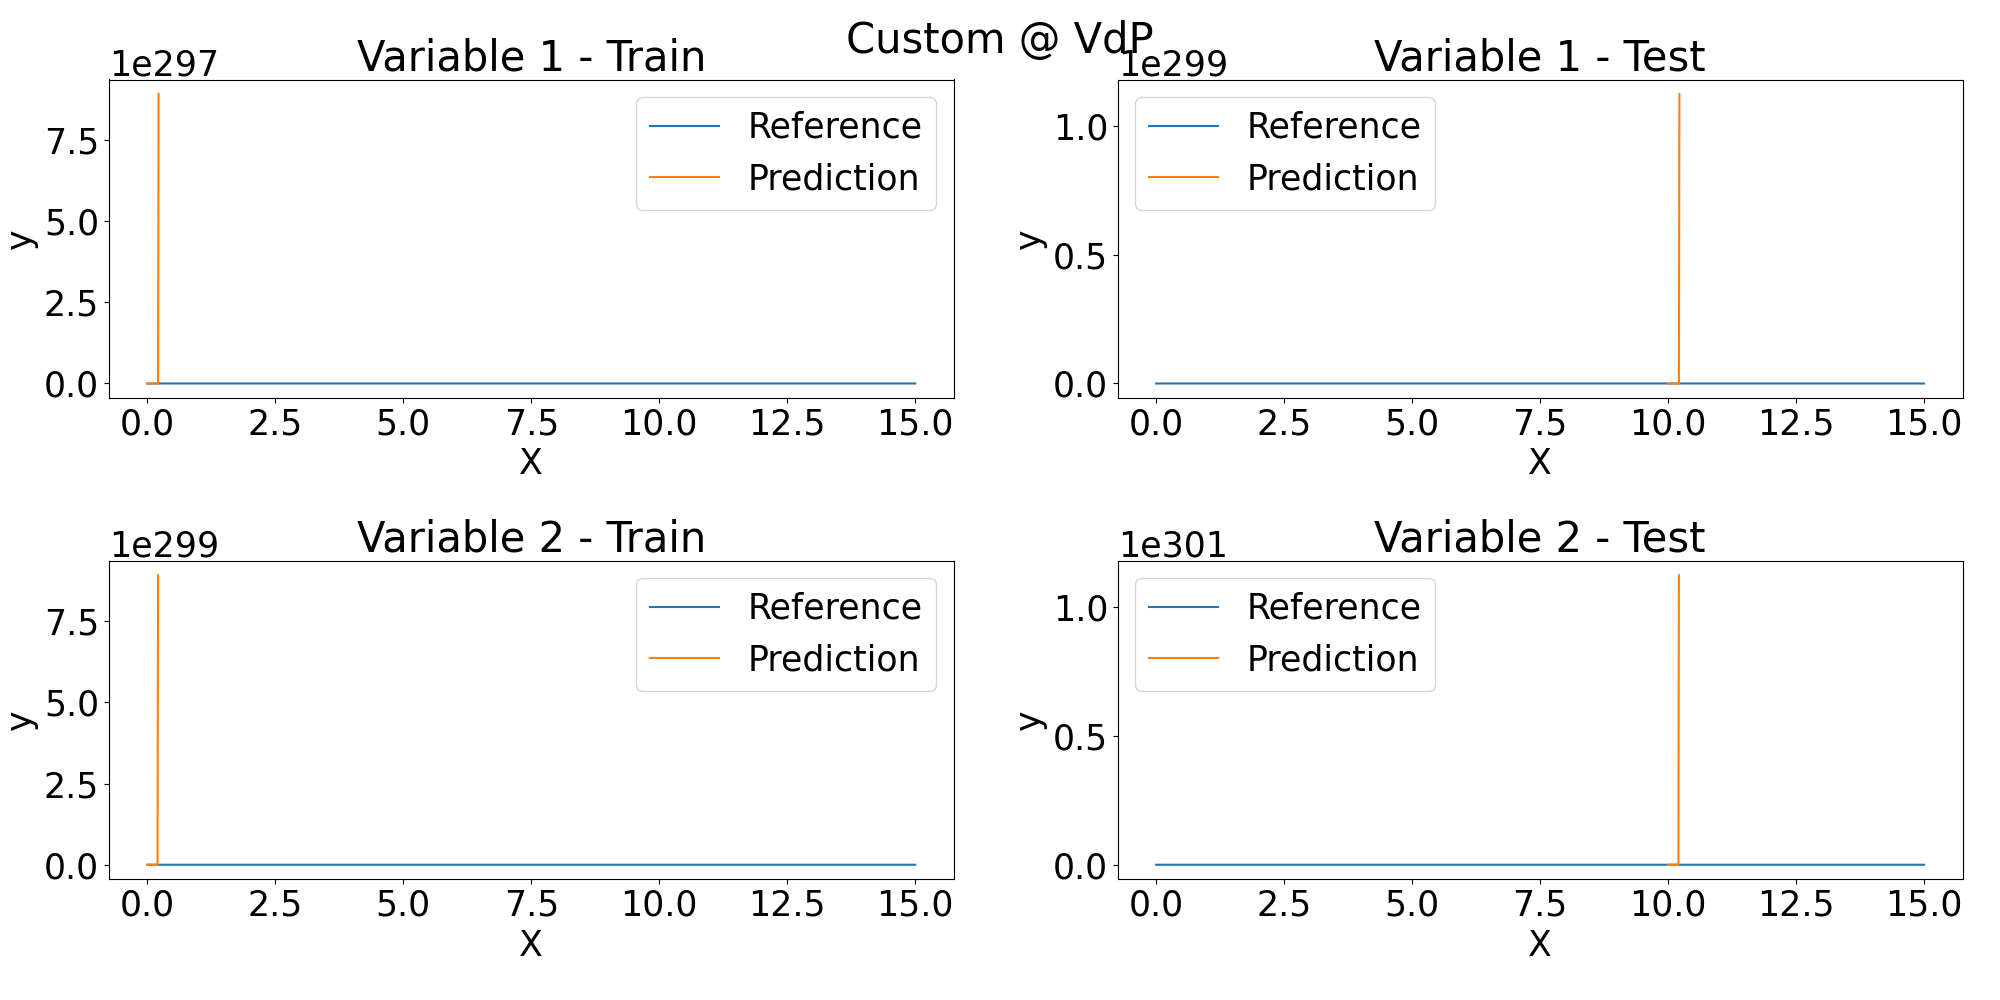 Custom @ VdP
Variable 1 - Train
1e297
7.5
5.0
2.5
0.0
y
Reference
Prediction
0.0 2.5 5.0 7.5 10.0 12.5 15.0
X
Variable 1 - Test
1e299
1.0
0.5
0.0
y
Reference
Prediction
0.0 2.5 5.0 7.5 10.0 12.5 15.0
X
Variable 2 - Train
1e299
7.5
5.0
2.5
0.0
y
Reference
Prediction
0.0 2.5 5.0 7.5 10.0 12.5 15.0
X
Variable 2 - Test
1e301
1.0
0.5
0.0
y
Reference
Prediction
0.0 2.5 5.0 7.5 10.0 12.5 15.0
X